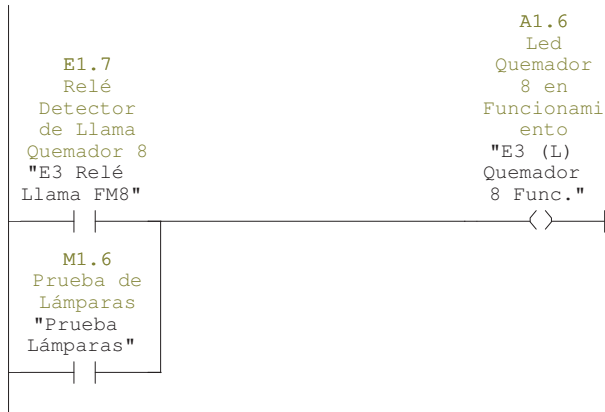 E1.7
Relé
Detector
de Llama
Quemador 8
"E3 Relé
Llama FM8"
A1.6
Led
Quemador
8 en
Funcionami
ento
"E3 (L)
Quemador
8 Func."
M1.6
Prueba de
Lámparas
"Prueba
Lámparas"